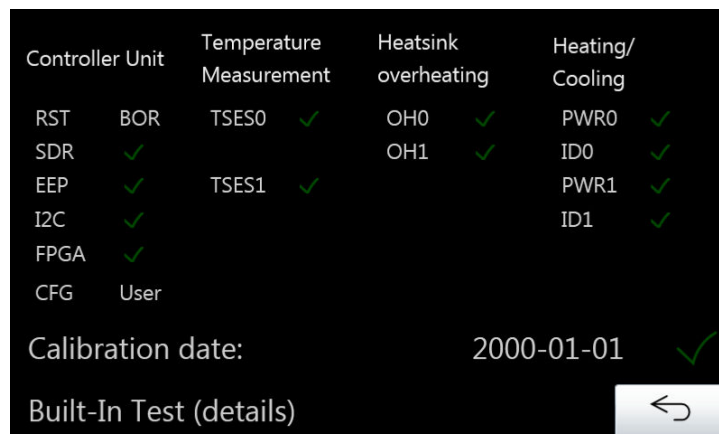 Controller Unit Temperature Measurement Heatsink overheating Heating/ Cooling
RST BOR TSES0 ✓ OH0 ✓ PWR0 ✓
SDR ✓ OH1 ✓ ID0 ✓
EEP ✓ TSES1 ✓ PWR1 ✓
I2C ✓ ID1 ✓
FPGA ✓
CFG User
Calibration date: 2000-01-01 ✓
Built-In Test (details)